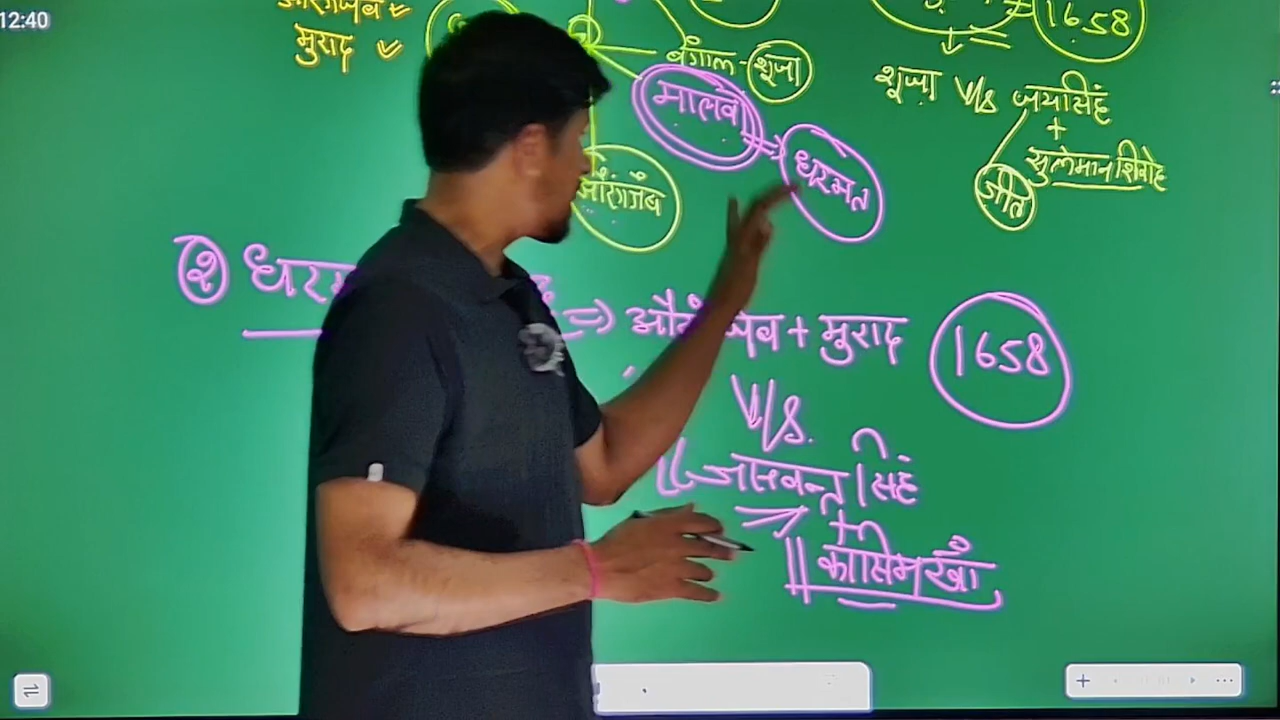 12:40
मुराद
1658
बंगाल - शूजा
शूजा V/s जयसिंह
+
सुलेमान शिकोह
जीत
मालवा ⇒ धरमत
औरंगजेब
② धरम
⇒ औरंगजेब + मुराद 1658
V/s.
जसवन्त सिंह
+
कासिम खाँ